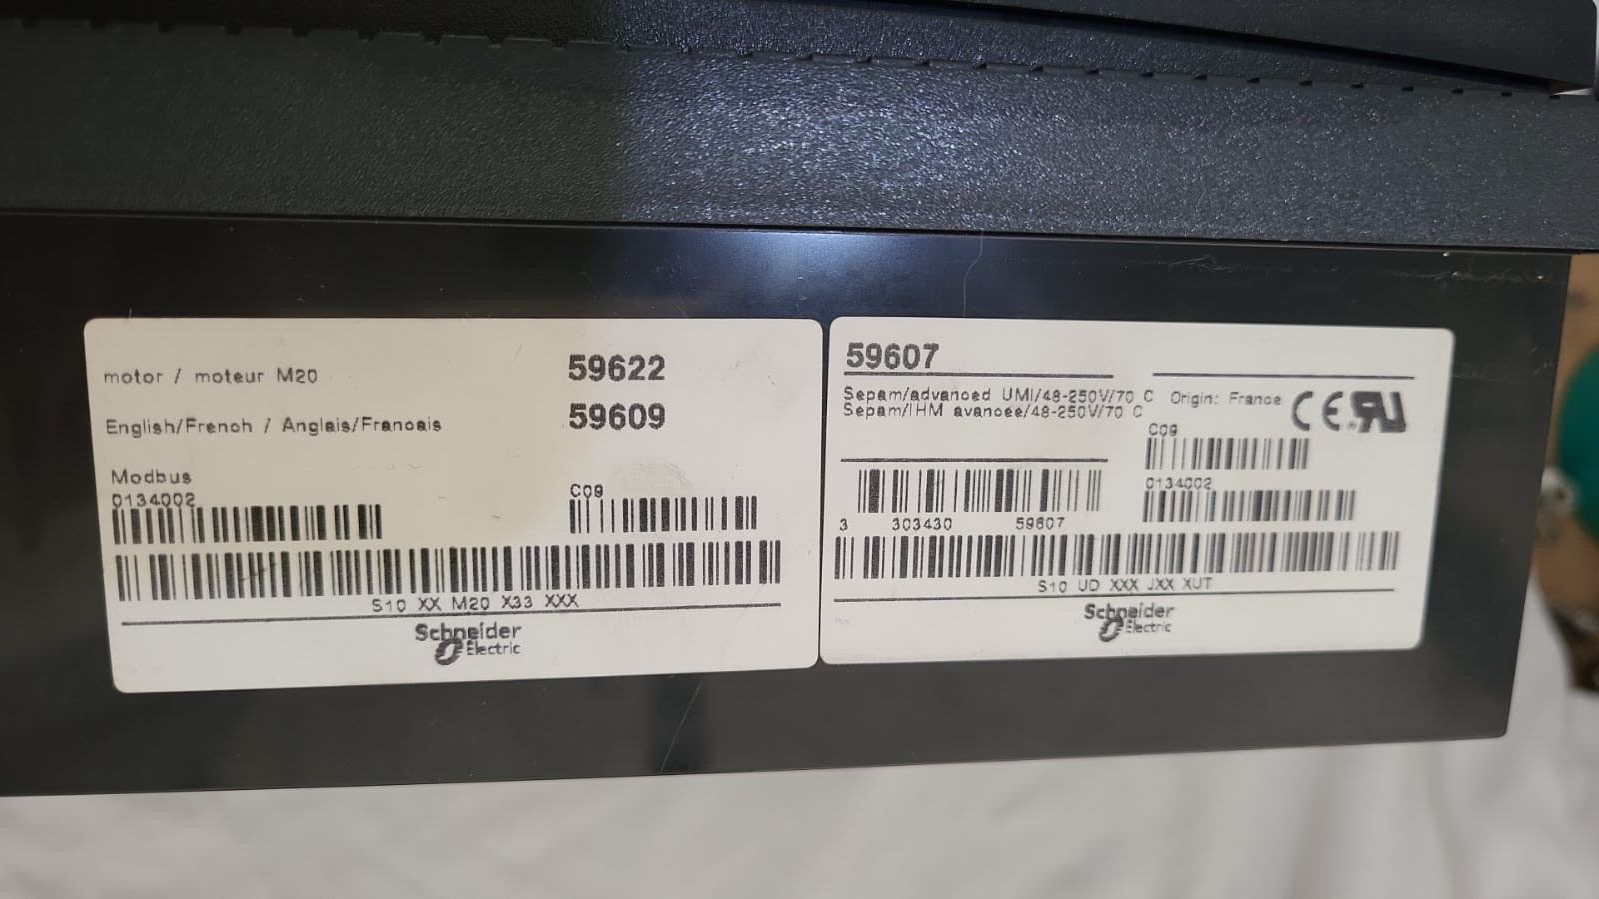 motor / moteur M20 59622
English/French / Anglais/Francais 59609
Modbus
0134002
C09
S10 XX M20 X33 XXX
Schneider
Electric
59607
Sepam/advanced UMI/48-250V/70 C Origin: France
Sepam/IHM avancee/48-250V/70 C
CE RU
C09
0134002
3 303430 59607
S10 UD XXX JXX XUT
Schneider
Electric